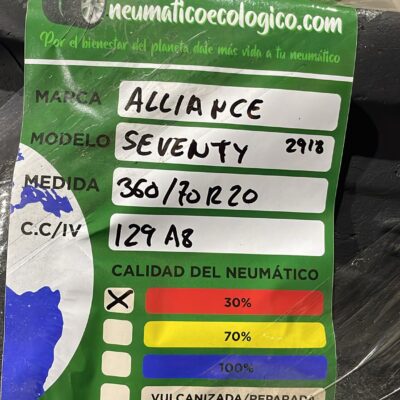 neumaticoecologico.com
Por el bienestar del planeta, date más vida a tu neumático
MARCA ALLIANCE
MODELO SEVENTY 2918
MEDIDA 360/70R20
C.C/IV 129 A8
CALIDAD DEL NEUMÁTICO
X 30%
70%
100%
VULCANIZADA/REPARADA